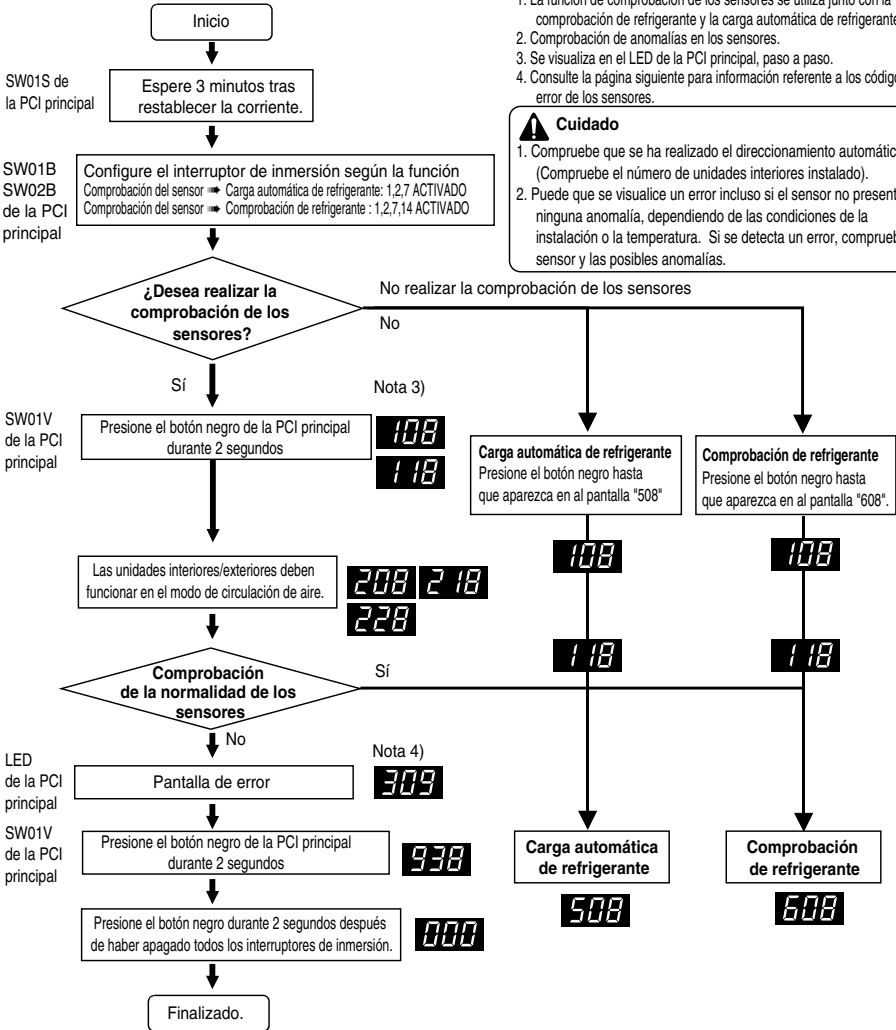 Inicio
1. La función de comprobación de los sensores se utiliza junto con la
comprobación de refrigerante y la carga automática de refrigerante
2. Comprobación de anomalías en los sensores.
3. Se visualiza en el LED de la PCI principal, paso a paso.
4. Consulte la página siguiente para información referente a los código
error de los sensores.
Cuidado
1. Compruebe que se ha realizado el direccionamiento automátic
(Compruebe el número de unidades interiores instalado).
2. Puede que se visualice un error incluso si el sensor no present
ninguna anomalía, dependiendo de las condiciones de la
instalación o la temperatura. Si se detecta un error, comprueb
sensor y las posibles anomalías.
SW01S de
la PCI principal
Espere 3 minutos tras
restablecer la corriente.
SW01B
SW02B
de la PCI
principal
Configure el interruptor de inmersión según la función
Comprobación del sensor ➠ Carga automática de refrigerante: 1,2,7 ACTIVADO
Comprobación del sensor ➠ Comprobación de refrigerante : 1,2,7,14 ACTIVADO
¿Desea realizar la
comprobación de los
sensores?
No realizar la comprobación de los sensores
No
Sí
Nota 3)
SW01V
de la PCI
principal
Presione el botón negro de la PCI principal
durante 2 segundos
108
118
Carga automática de refrigerante
Presione el botón negro hasta
que aparezca en al pantalla "508"
Comprobación de refrigerante
Presione el botón negro hasta
que aparezca en al pantalla "608".
108
108
Las unidades interiores/exteriores deben
funcionar en el modo de circulación de aire.
208 218
228
118
118
Comprobación
de la normalidad de los
sensores
Sí
No
LED
de la PCI
principal
Pantalla de error
Nota 4)
309
SW01V
de la PCI
principal
Presione el botón negro de la PCI principal
durante 2 segundos
938
Carga automática
de refrigerante
Comprobación
de refrigerante
508
608
Presione el botón negro durante 2 segundos después
de haber apagado todos los interruptores de inmersión.
000
Finalizado.